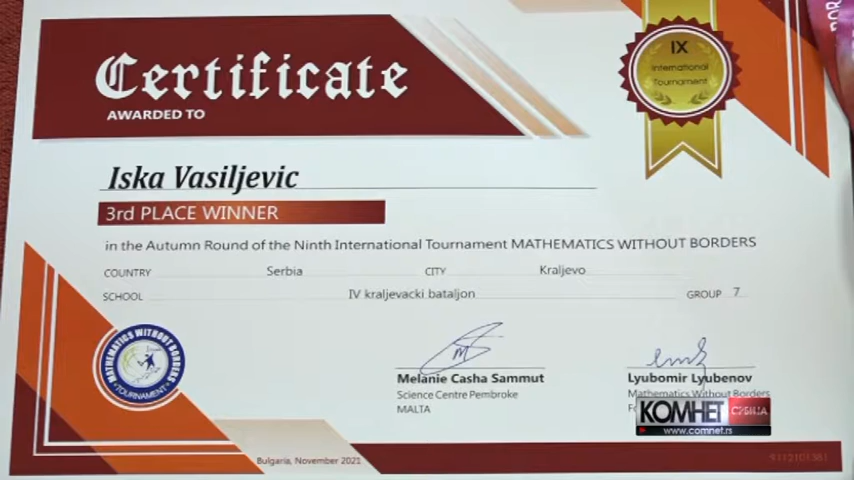 Certificate
AWARDED TO
IX
International
Tournament
Iska Vasiljevic
3rd PLACE WINNER
in the Autumn Round of the Ninth International Tournament MATHEMATICS WITHOUT BORDERS
COUNTRY Serbia CITY Kraljevo
SCHOOL IV kraljevacki bataljon GROUP 7
MATHEMATICS WITHOUT BORDERS
TOURNAMENT
Melanie Casha Sammut
Science Centre Pembroke
MALTA
Lyubomir Lyubenov
Mathematics Without Borders
КОМНЕТ СРБИЈА
www.comnet.rs
Bulgaria, November 2021